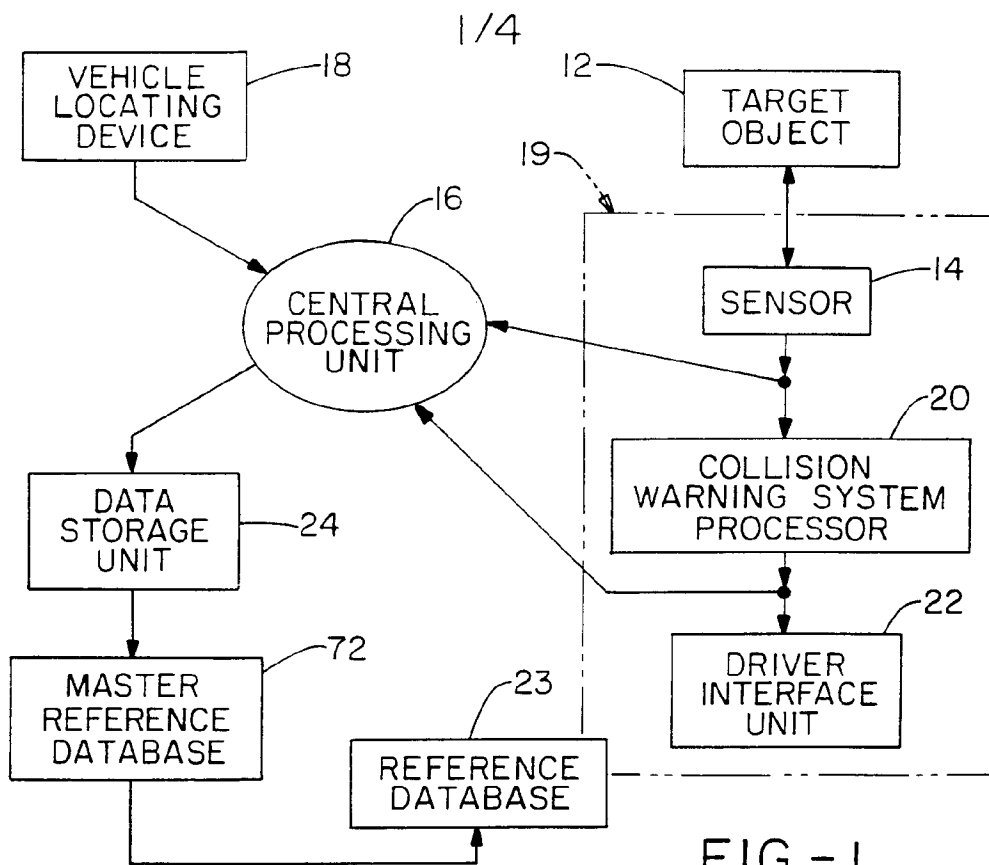 1/4
VEHICLE
LOCATING
DEVICE
18
12
TARGET
OBJECT
19
16
CENTRAL
PROCESSING
UNIT
14
SENSOR
20
COLLISION
WARNING SYSTEM
PROCESSOR
DATA
STORAGE
UNIT
24
22
DRIVER
INTERFACE
UNIT
72
MASTER
REFERENCE
DATABASE
23
REFERENCE
DATABASE
FIG-1